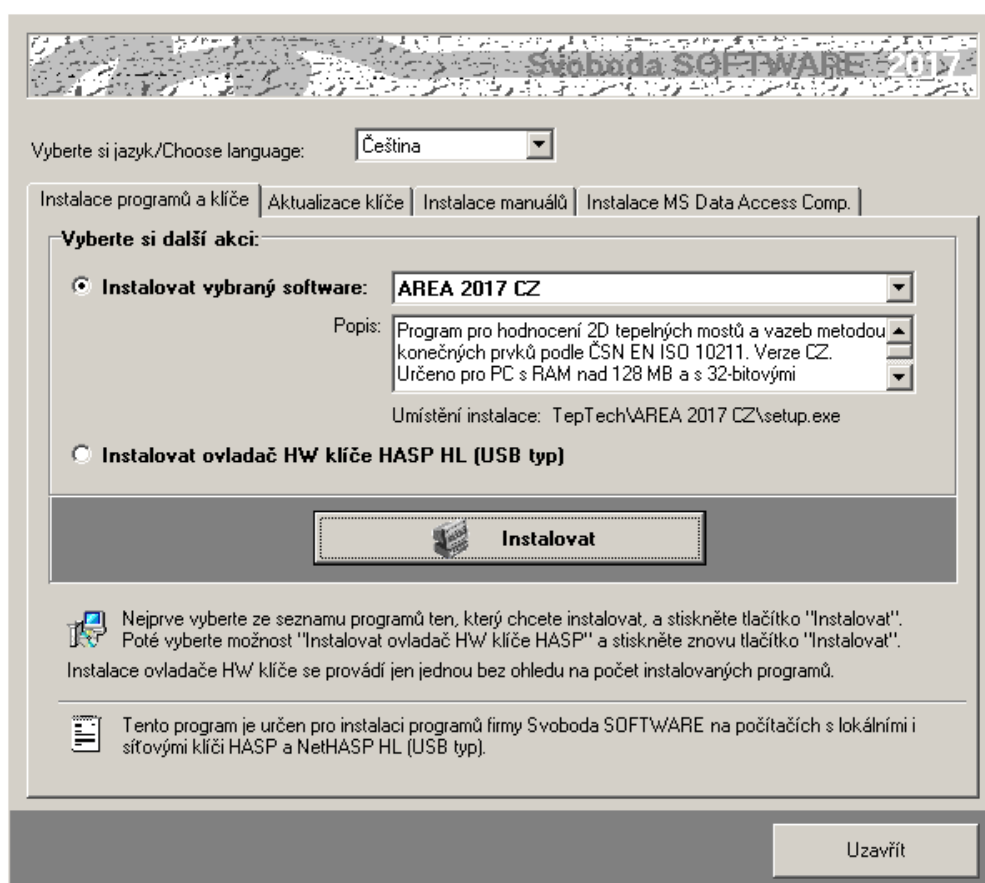 Svoboda SOFTWARE 2017
Vyberte si jazyk/Choose language: Čeština
Instalace programů a klíče Aktualizace klíče Instalace manuálů Instalace MS Data Access Comp.
Vyberte si další akci:
Instalovat vybraný software: AREA 2017 CZ
Popis: Program pro hodnocení 2D tepelných mostů a vazeb metodou
konečných prvků podle ČSN EN ISO 10211. Verze CZ.
Určeno pro PC s RAM nad 128 MB a s 32-bitovými
Umístění instalace: TepTech\AREA 2017 CZ\setup.exe
Instalovat ovladač HW klíče HASP HL (USB typ)
Instalovat
Nejprve vyberte ze seznamu programů ten, který chcete instalovat, a stiskněte tlačítko "Instalovat".
Poté vyberte možnost "Instalovat ovladač HW klíče HASP" a stiskněte znovu tlačítko "Instalovat".
Instalace ovladače HW klíče se provádí jen jednou bez ohledu na počet instalovaných programů.
Tento program je určen pro instalaci programů firmy Svoboda SOFTWARE na počítačích s lokálními i
síťovými klíči HASP a NetHASP HL (USB typ).
Uzavřít